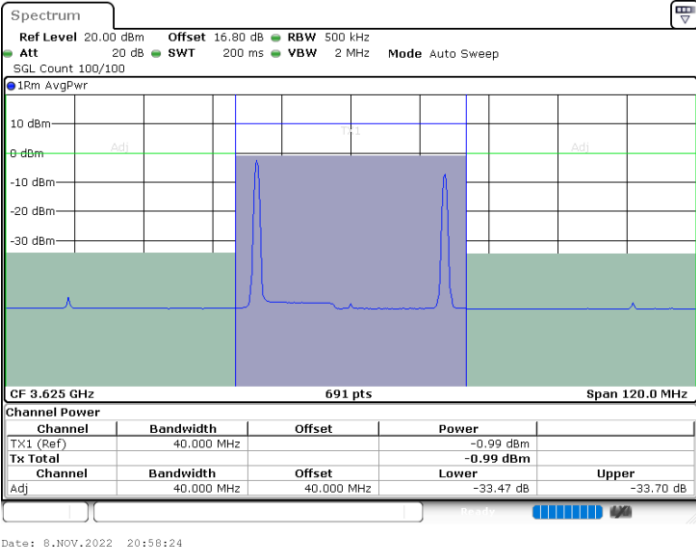 Spectrum
Ref Level 20.00 dBm Offset 16.80 dB RBW 500 kHz
Att 20 dB SWT 200 ms VBW 2 MHz Mode Auto Sweep
SGL Count 100/100
1Rm AvgPwr
10 dBm
TX1
Adj
Adj
0 dBm
-10 dBm
-20 dBm
-30 dBm
CF 3.625 GHz 691 pts Span 120.0 MHz
Channel Power
Channel Bandwidth Offset Power
TX1 (Ref) 40.000 MHz -0.99 dBm
Tx Total -0.99 dBm
Channel Bandwidth Offset Lower Upper
Adj 40.000 MHz 40.000 MHz -33.47 dB -33.70 dB
Ready
Date: 8.NOV.2022 20:58:24